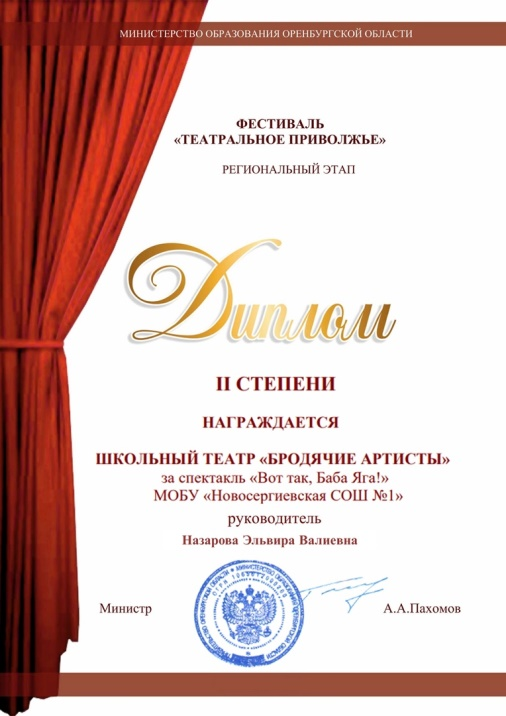 МИНИСТЕРСТВО ОБРАЗОВАНИЯ ОРЕНБУРГСКОЙ ОБЛАСТИ
ФЕСТИВАЛЬ
«ТЕАТРАЛЬНОЕ ПРИВОЛЖЬЕ»
РЕГИОНАЛЬНЫЙ ЭТАП
Диплом
II СТЕПЕНИ
НАГРАЖДАЕТСЯ
ШКОЛЬНЫЙ ТЕАТР «БРОДЯЧИЕ АРТИСТЫ»
за спектакль «Вот так, Баба Яга!»
МОБУ «Новосергиевская СОШ №1»
руководитель
Назарова Эльвира Валиевна
Министр
А.А.Пахомов